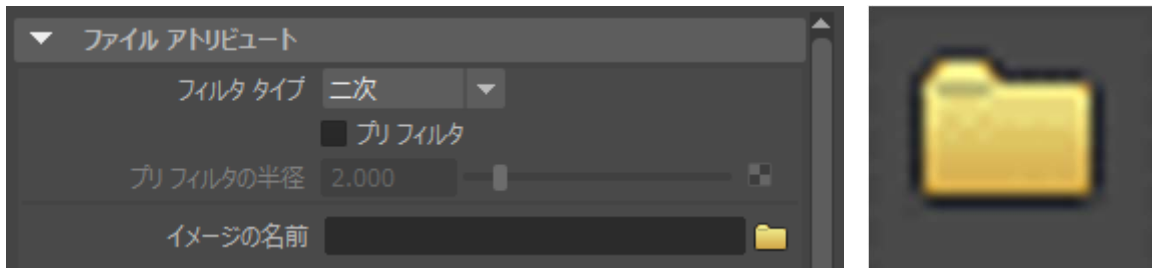 ファイル アトリビュート
フィルタ タイプ 二次
プリ フィルタ
プリ フィルタの半径 2.000
イメージの名前